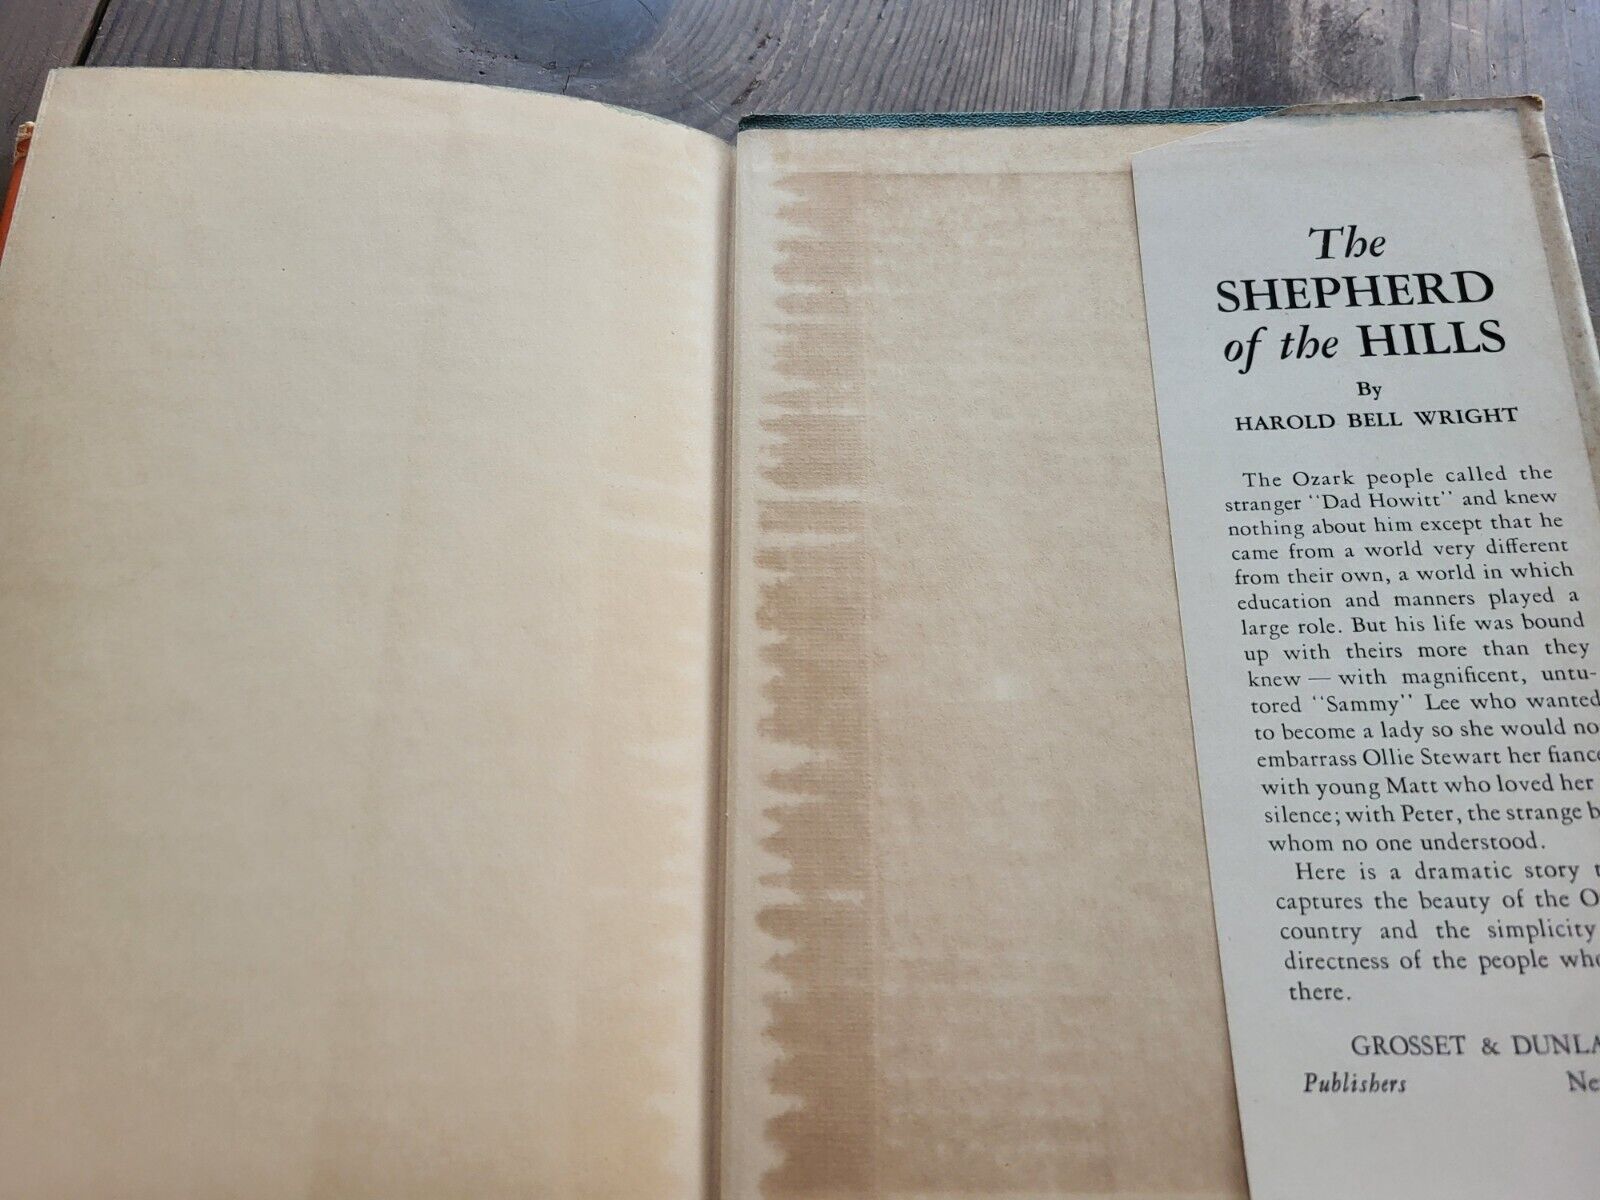 The
SHEPHERD
of the HILLS
By
HAROLD BELL WRIGHT
The Ozark people called the
stranger "Dad Howitt" and knew
nothing about him except that he
came from a world very different
from their own, a world in which
education and manners played a
large role. But his life was bound
up with theirs more than they
knew — with magnificent, untu-
tored "Sammy" Lee who wanted
to become a lady so she would no
embarrass Ollie Stewart her fiance
with young Matt who loved her
silence; with Peter, the strange b
whom no one understood.
Here is a dramatic story t
captures the beauty of the O
country and the simplicity
directness of the people who
there.
GROSSET & DUNLA
Publishers Ne